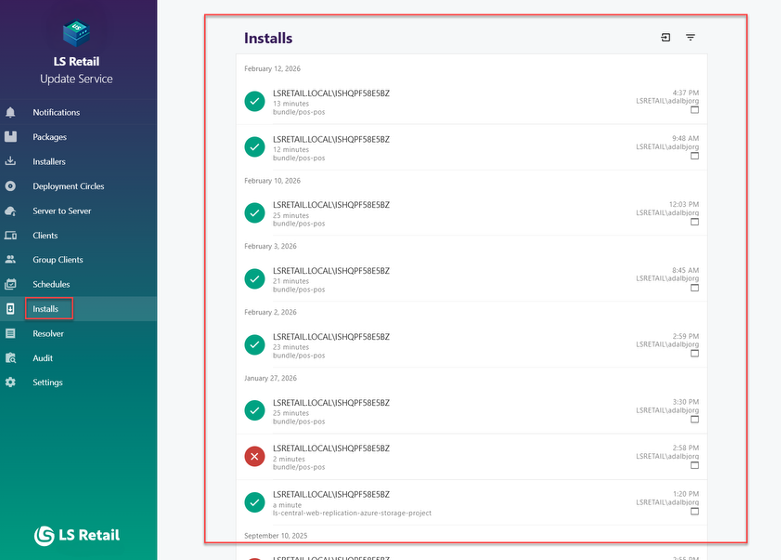 LS
LS Retail
Update Service
Notifications
Packages
Installers
Deployment Circles
Server to Server
Clients
Group Clients
Schedules
Installs
Resolver
Audit
Settings
LS Retail
Installs
February 12, 2026
LSRETAIL.LOCAL\ISHQPF58E5BZ
4:37 PM
13 minutes
LSRETAIL\adalbjorg
bundle/pos-pos
LSRETAIL.LOCAL\ISHQPF58E5BZ
9:48 AM
12 minutes
LSRETAIL\adalbjorg
bundle/pos-pos
February 10, 2026
LSRETAIL.LOCAL\ISHQPF58E5BZ
12:03 PM
25 minutes
LSRETAIL\adalbjorg
bundle/pos-pos
February 3, 2026
LSRETAIL.LOCAL\ISHQPF58E5BZ
8:45 AM
21 minutes
LSRETAIL\adalbjorg
bundle/pos-pos
February 2, 2026
LSRETAIL.LOCAL\ISHQPF58E5BZ
2:59 PM
23 minutes
LSRETAIL\adalbjorg
bundle/pos-pos
January 27, 2026
LSRETAIL.LOCAL\ISHQPF58E5BZ
3:30 PM
25 minutes
LSRETAIL\adalbjorg
bundle/pos-pos
LSRETAIL.LOCAL\ISHQPF58E5BZ
2:58 PM
2 minutes
LSRETAIL\adalbjorg
bundle/pos-pos
LSRETAIL.LOCAL\ISHQPF58E5BZ
1:20 PM
a minute
LSRETAIL\adalbjorg
ls-central-web-replication-azure-storage-project
September 10, 2025